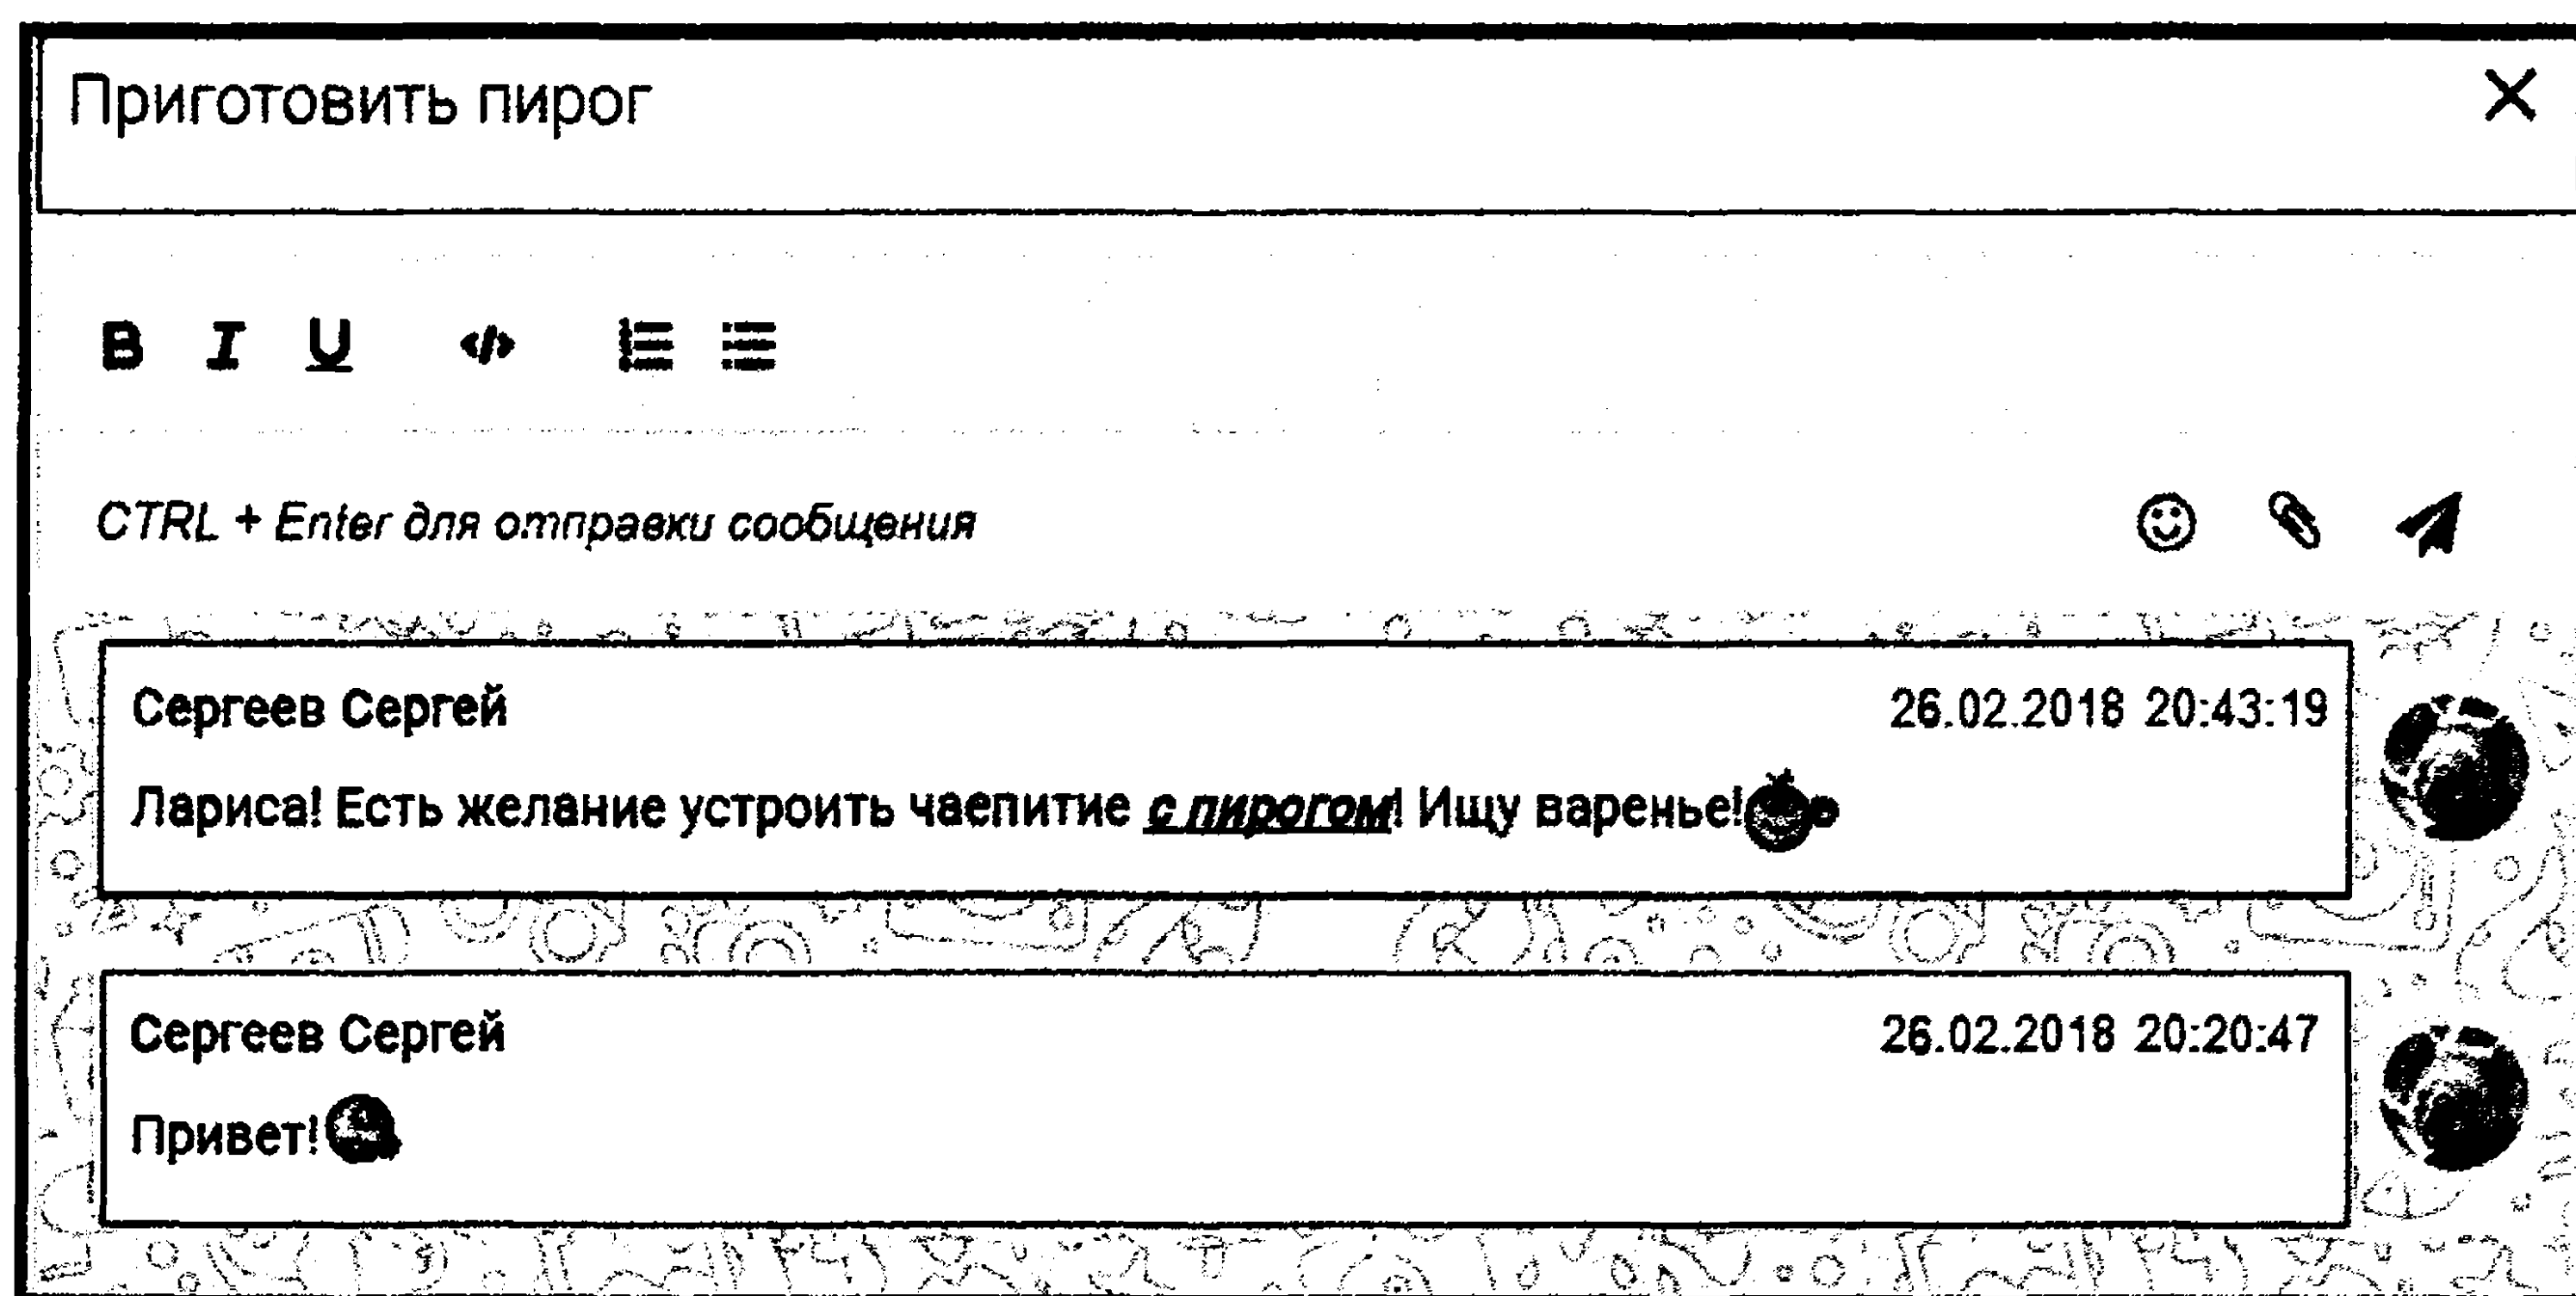 Приготовить пирог
B I U
CTRL + Enter для отправки сообщения
Сергеев Сергей 26.02.2018 20:43:19
Лариса! Есть желание устроить чаепитие с пирогом! Ищу варенье!
Сергеев Сергей 26.02.2018 20:20:47
Привет!